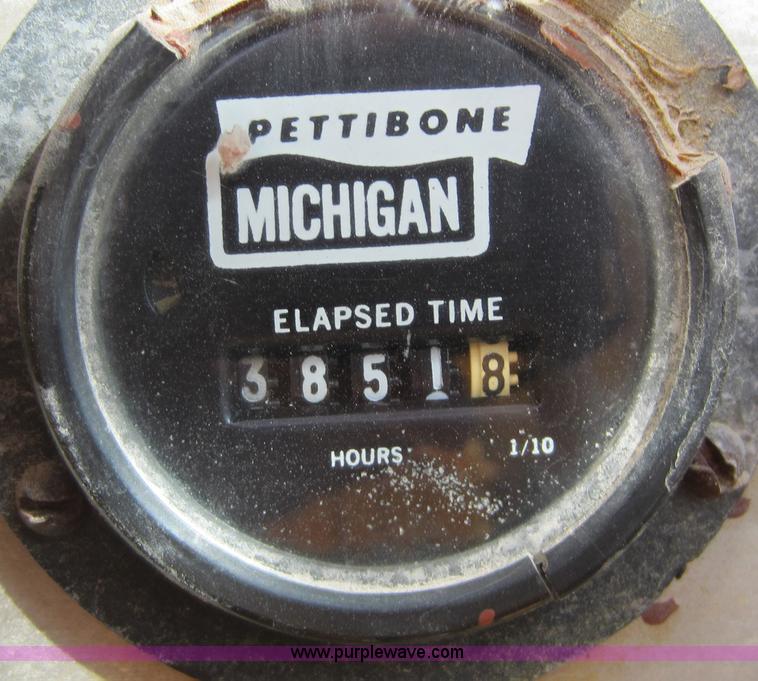 PETTIBONE
MICHIGAN
ELAPSED TIME
3 8 5 1 8
HOURS 1/10
www.purplewave.com